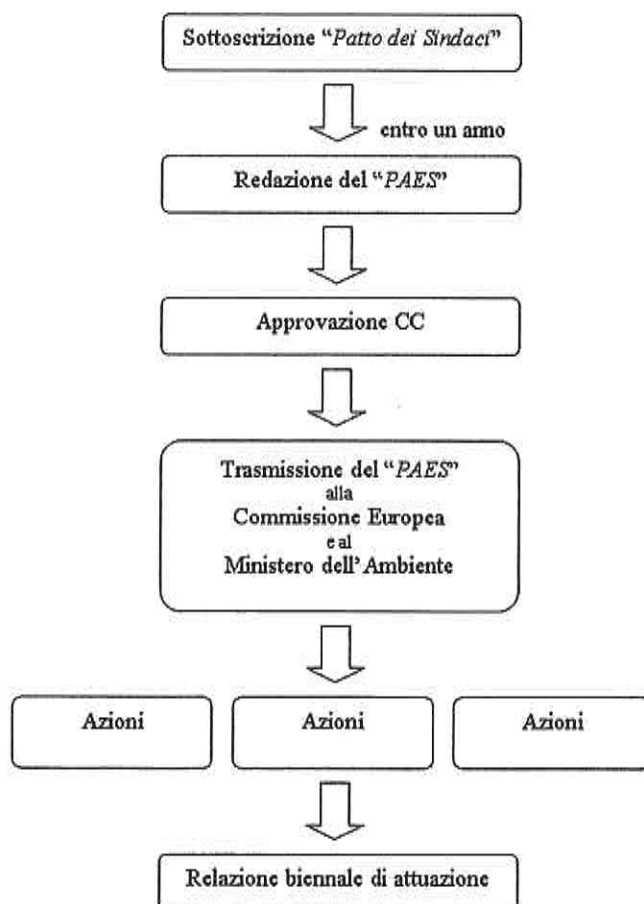 Sottoscrizione “Patto dei Sindaci”
entro un anno
Redazione del “PAES”
Approvazione CC
Trasmissione del “PAES”
alla
Commissione Europea
e al
Ministero dell’Ambiente
Azioni
Azioni
Azioni
Relazione biennale di attuazione